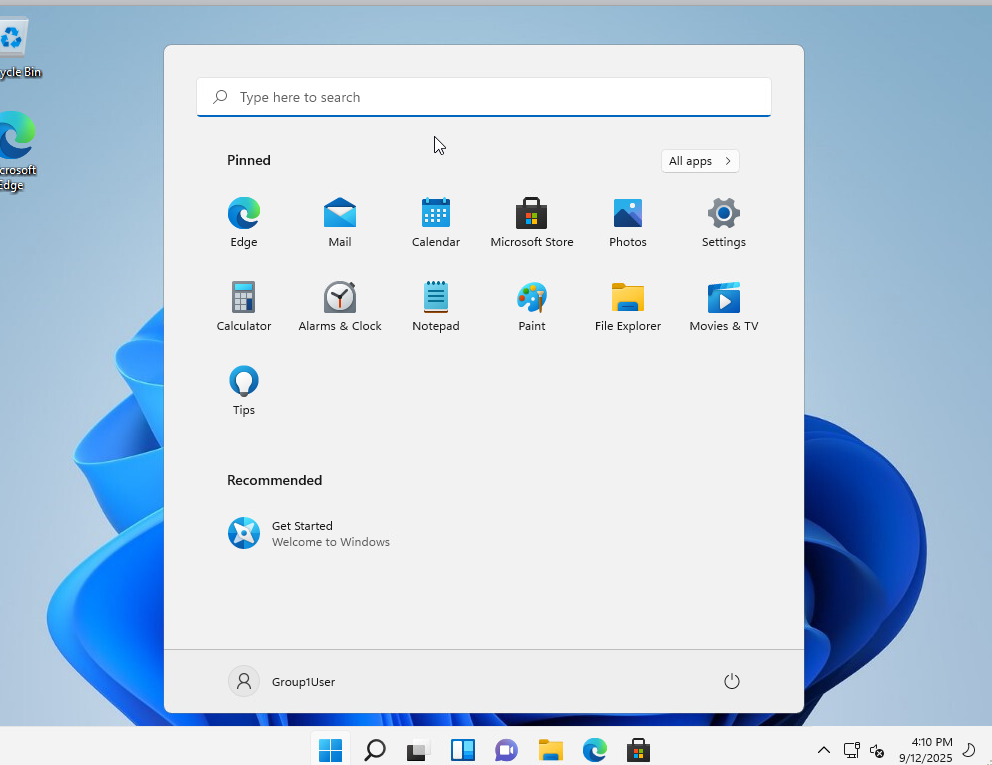 Type here to search
Pinned
All apps
Edge
Mail
Calendar
Microsoft Store
Photos
Settings
Calculator
Alarms & Clock
Notepad
Paint
File Explorer
Movies & TV
Tips
Recommended
Get Started
Welcome to Windows
Group1User
ycle Bin
crosoft
Edge
4:10 PM
9/12/2025